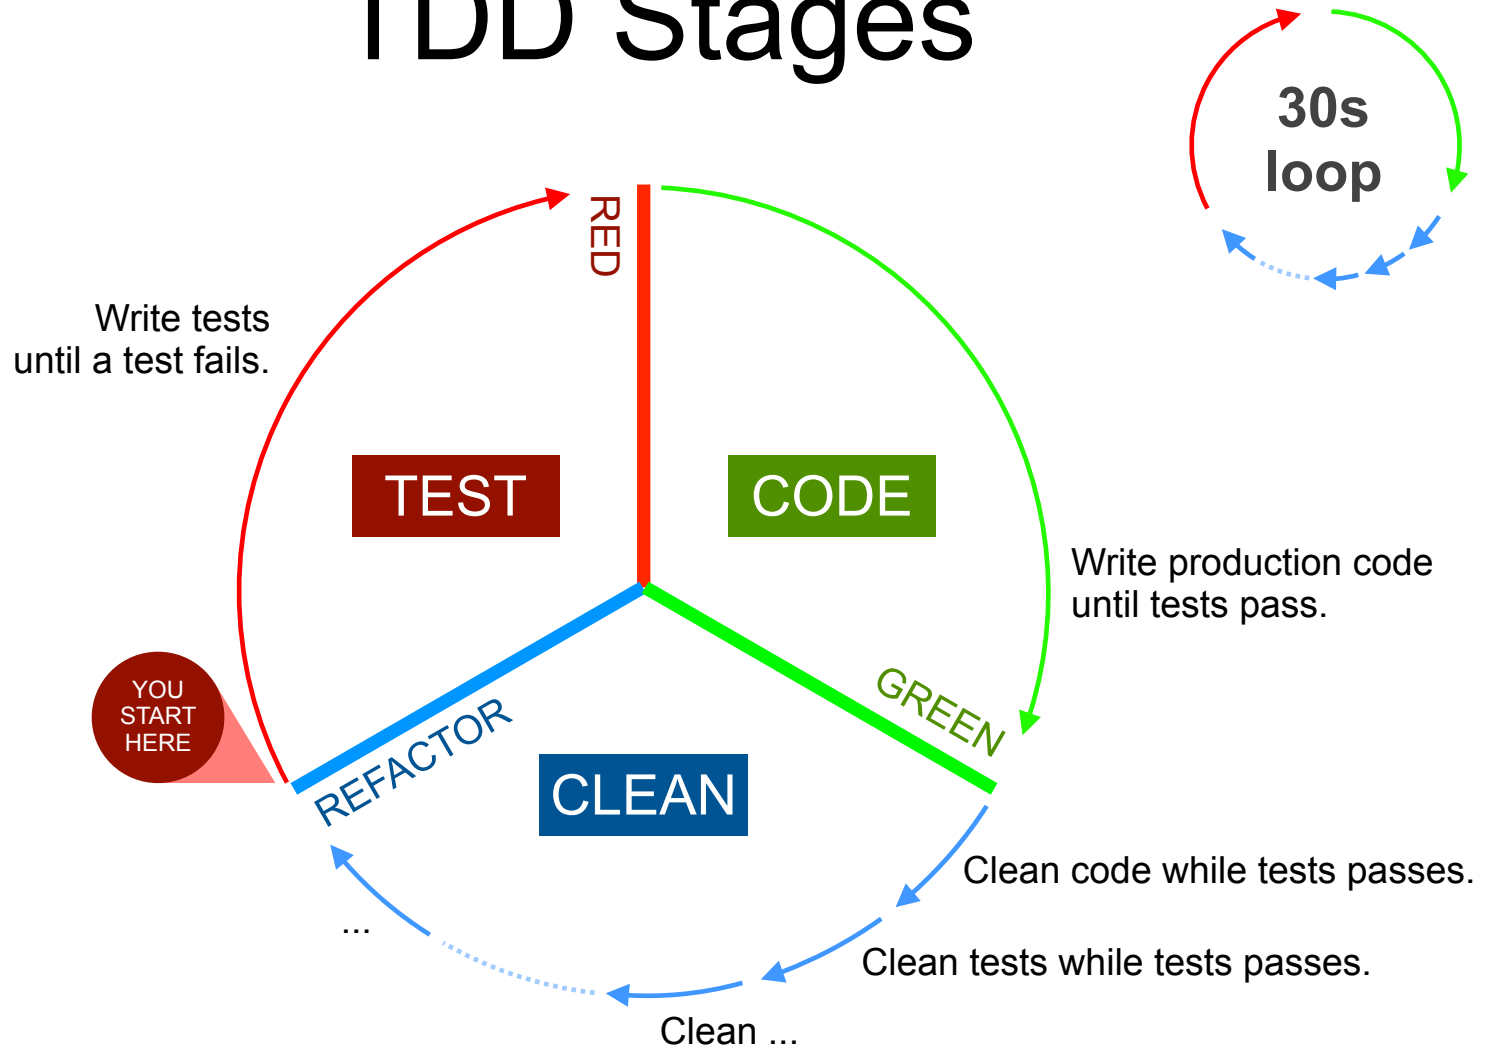 TDD Stages
30s
loop
RED
Write tests
until a test fails.
TEST
CODE
Write production code
until tests pass.
YOU
START
HERE
REFACTOR
GREEN
CLEAN
Clean code while tests passes.
...
Clean tests while tests passes.
Clean ...